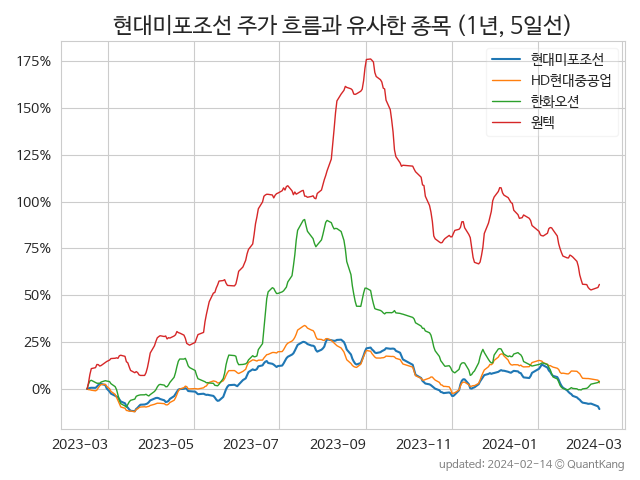 현대미포조선 주가 흐름과 유사한 종목 (1년, 5일선)
현대미포조선
HD현대중공업
한화오션
원텍
175%
150%
125%
100%
75%
50%
25%
0%
2023-03
2023-05
2023-07
2023-09
2023-11
2024-01
2024-03
updated: 2024-02-14 © QuantKang